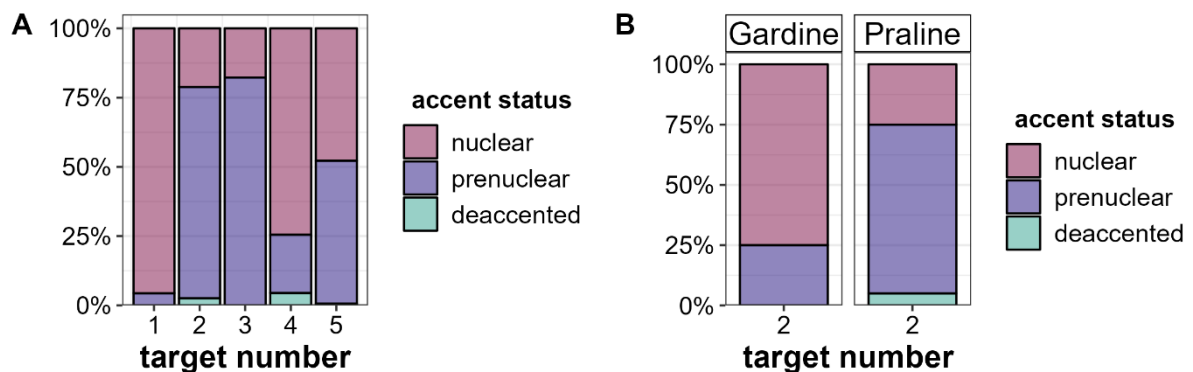 A
100%
75%
50%
25%
0%
1 2 3 4 5
target number
accent status
nuclear
prenuclear
deaccented
B
Gardine Praline
100%
75%
50%
25%
0%
2 2
target number
accent status
nuclear
prenuclear
deaccented